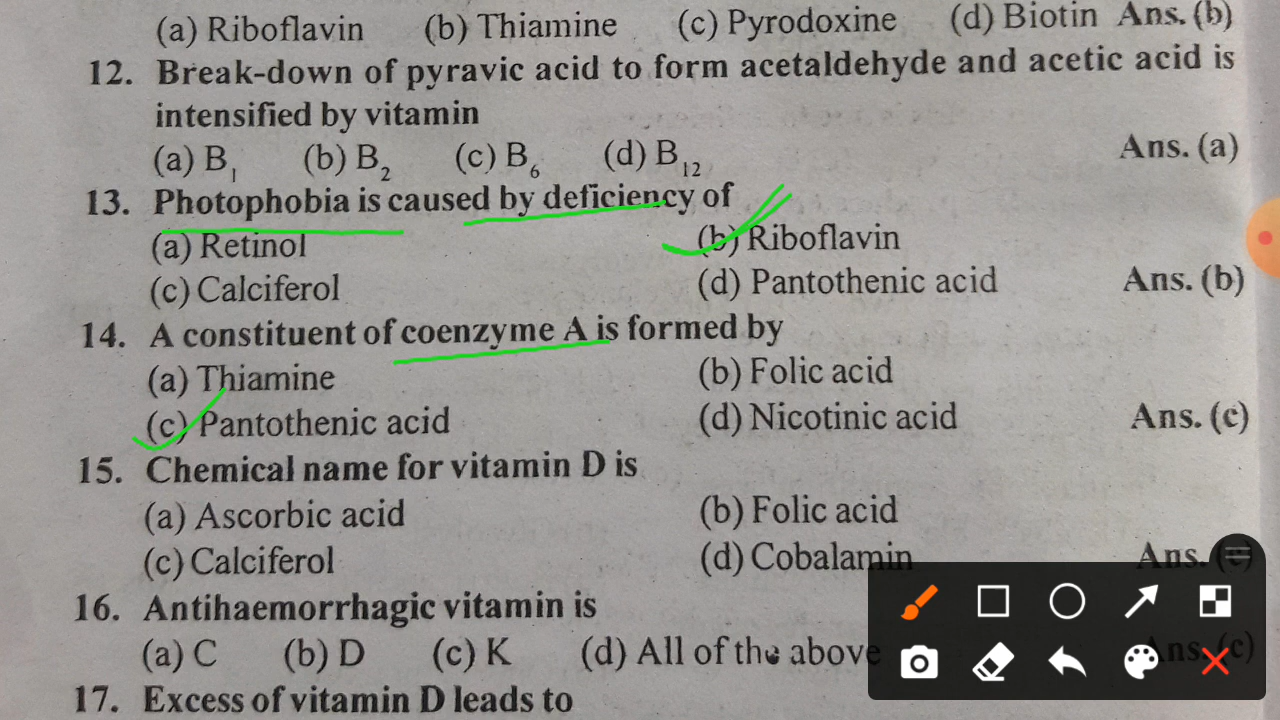 (a) Riboflavin (b) Thiamine (c) Pyrodoxine (d) Biotin Ans. (b)
12. Break-down of pyravic acid to form acetaldehyde and acetic acid is
intensified by vitamin
(a) B1 (b) B2 (c) B6 (d) B12 Ans. (a)
13. Photophobia is caused by deficiency of
(a) Retinol (b) Riboflavin
(c) Calciferol (d) Pantothenic acid Ans. (b)
14. A constituent of coenzyme A is formed by
(a) Thiamine (b) Folic acid
(c) Pantothenic acid (d) Nicotinic acid Ans. (c)
15. Chemical name for vitamin D is
(a) Ascorbic acid (b) Folic acid
(c) Calciferol (d) Cobalamin Ans. (c)
16. Antihaemorrhagic vitamin is
(a) C (b) D (c) K (d) All of the above Ans. (c)
17. Excess of vitamin D leads to